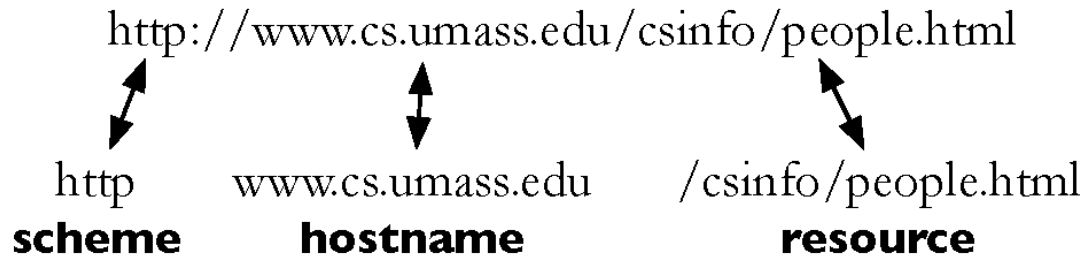 http://www.cs.umass.edu/csinfo/people.html
http www.cs.umass.edu /csinfo/people.html
scheme hostname resource